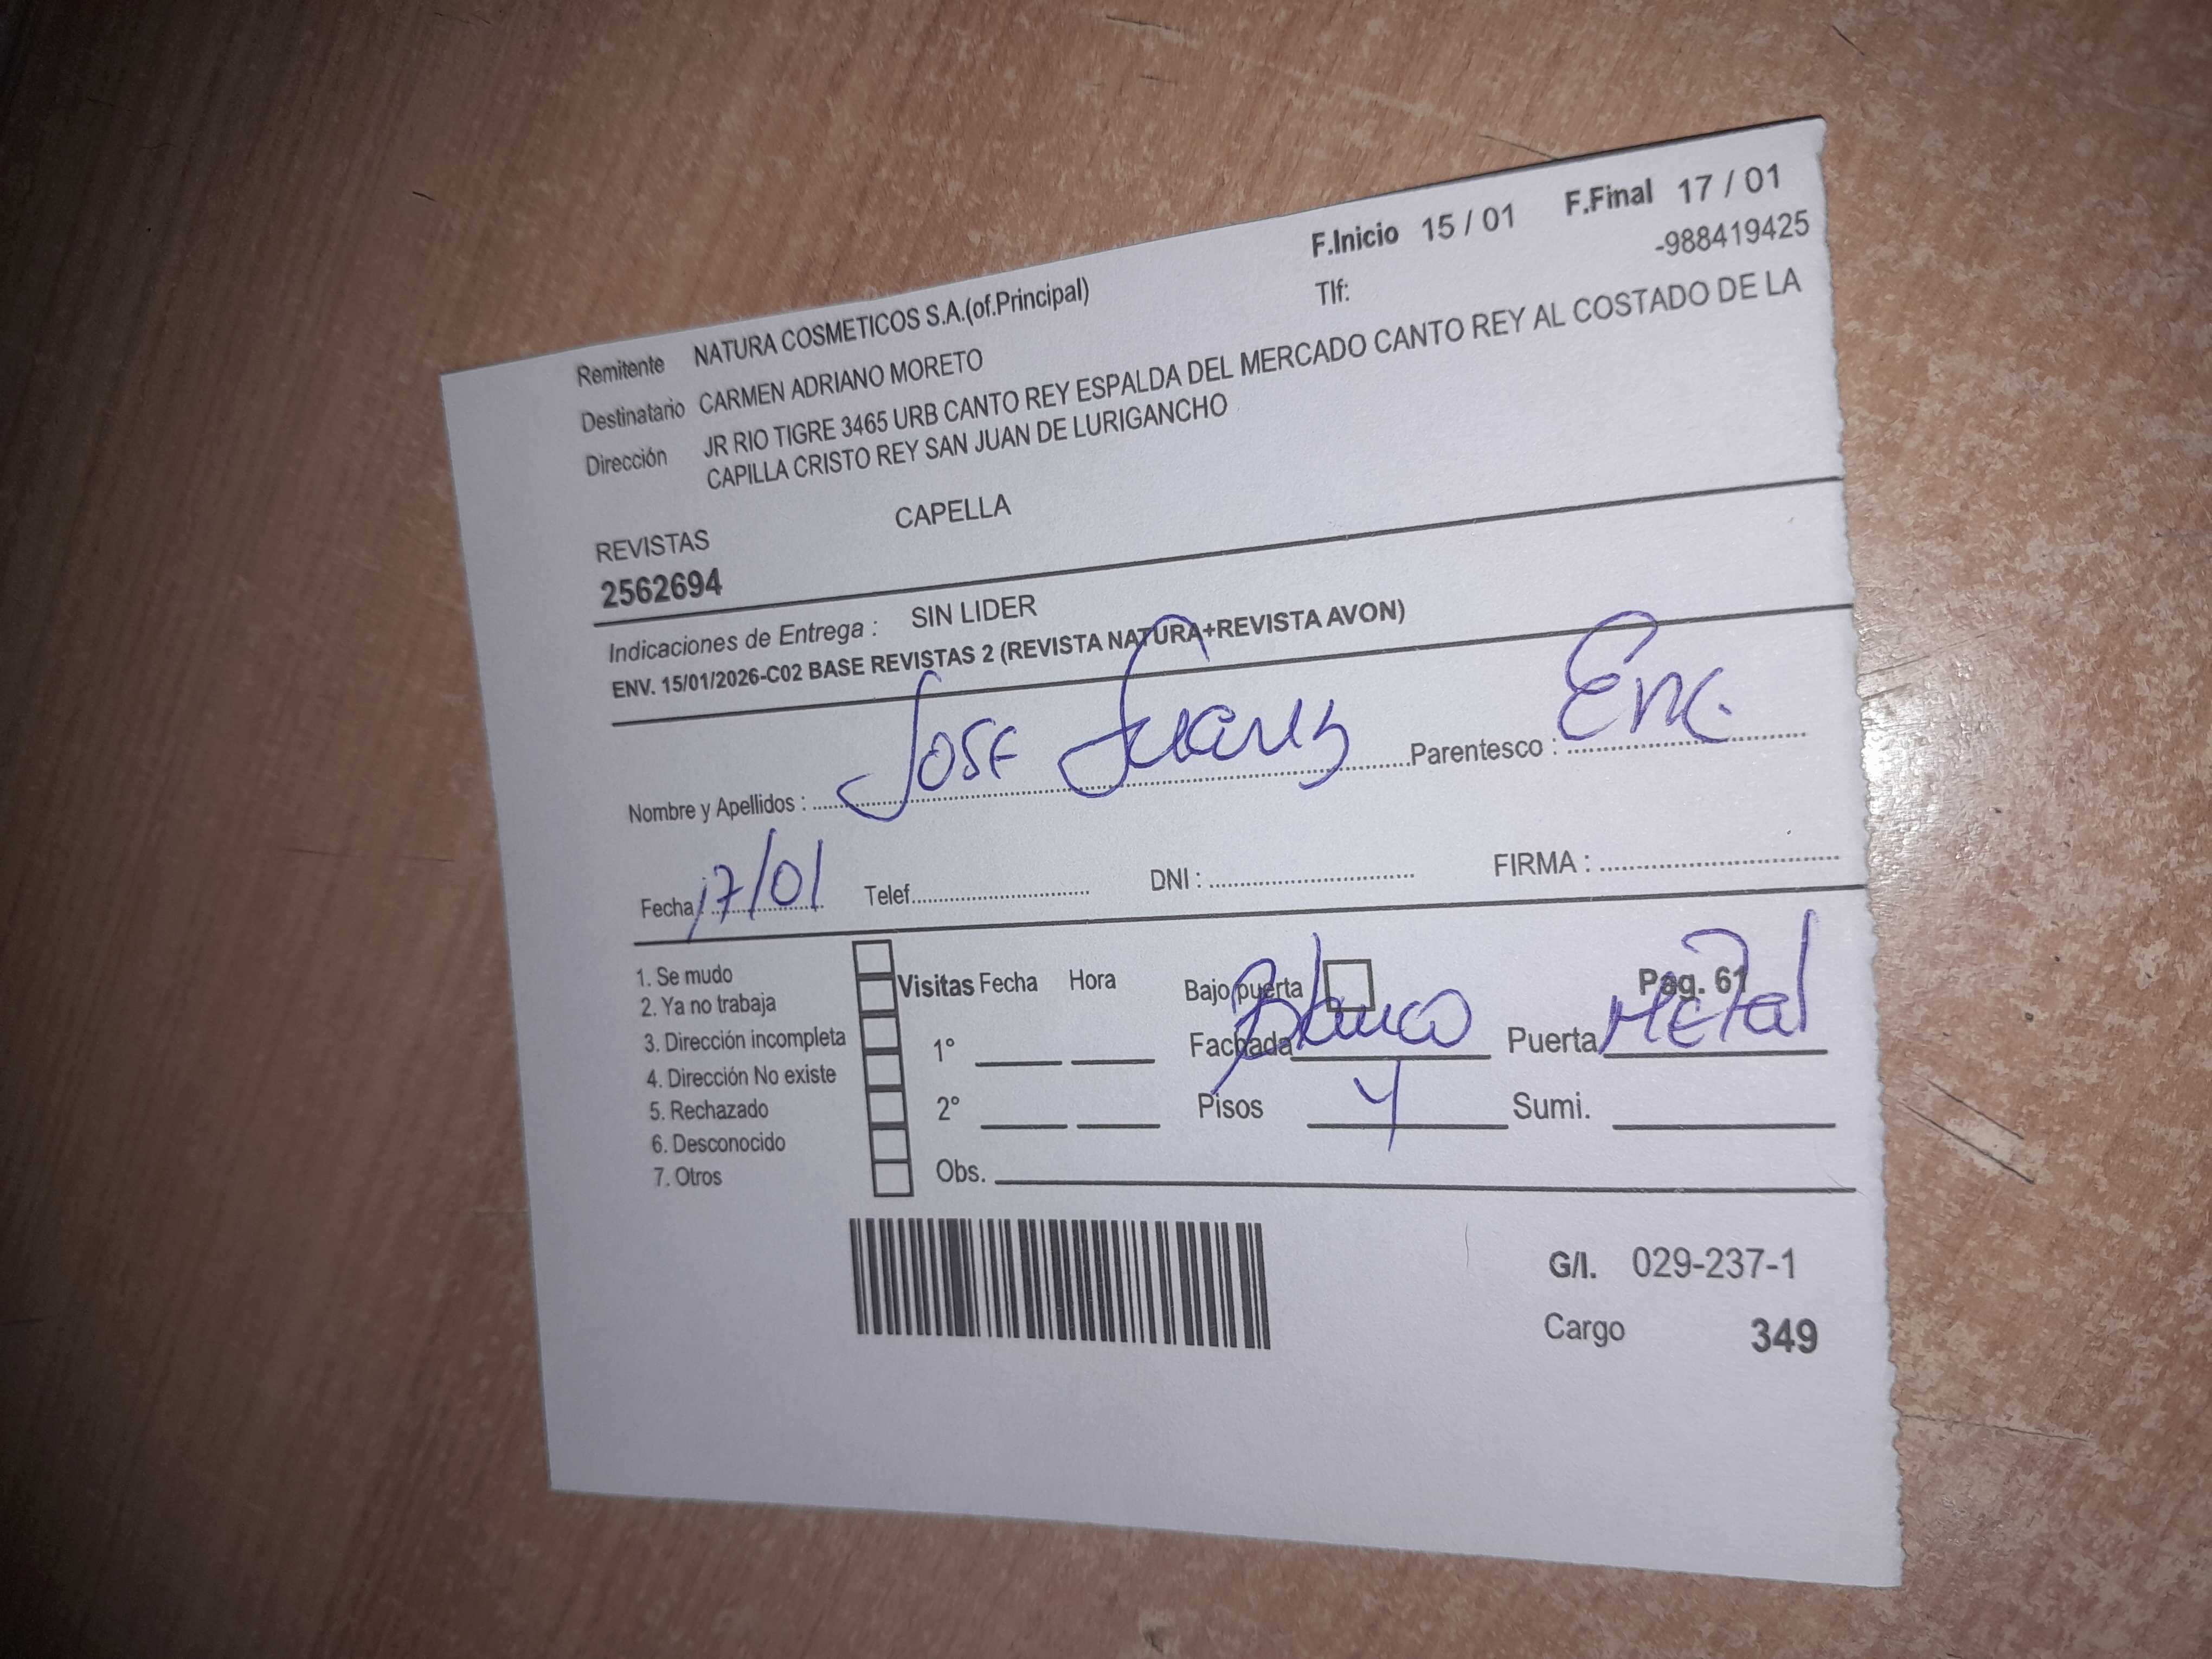 F.Inicio 15 / 01 F.Final 17 / 01
Remitente NATURA COSMETICOS S.A.(of.Principal) Tlf: -988419425
Destinatario CARMEN ADRIANO MORETO
Dirección JR RIO TIGRE 3465 URB CANTO REY ESPALDA DEL MERCADO CANTO REY AL COSTADO DE LA
CAPILLA CRISTO REY SAN JUAN DE LURIGANCHO
REVISTAS CAPELLA
2562694
Indicaciones de Entrega : SIN LIDER
ENV. 15/01/2026-C02 BASE REVISTAS 2 (REVISTA NATURA+REVISTA AVON)
Nombre y Apellidos : Jose Suarez Parentesco : Enc.
Fecha : 17/01 Telef. DNI : FIRMA :
1. Se mudo
2. Ya no trabaja
3. Dirección incompleta
4. Dirección No existe
5. Rechazado
6. Desconocido
7. Otros
Visitas Fecha Hora Bajo puerta Pag. 61
1° Fachada Blanco Puerta Metal
2° Pisos 4 Sumi.
Obs.
G/I. 029-237-1
Cargo 349